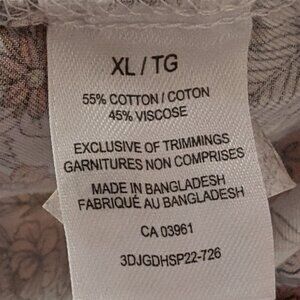 XL / TG
55% COTTON / COTON
45% VISCOSE
EXCLUSIVE OF TRIMMINGS
GARNITURES NON COMPRISES
MADE IN BANGLADESH
FABRIQUÉ AU BANGLADESH
CA 03961
3DJGDHSP22-726